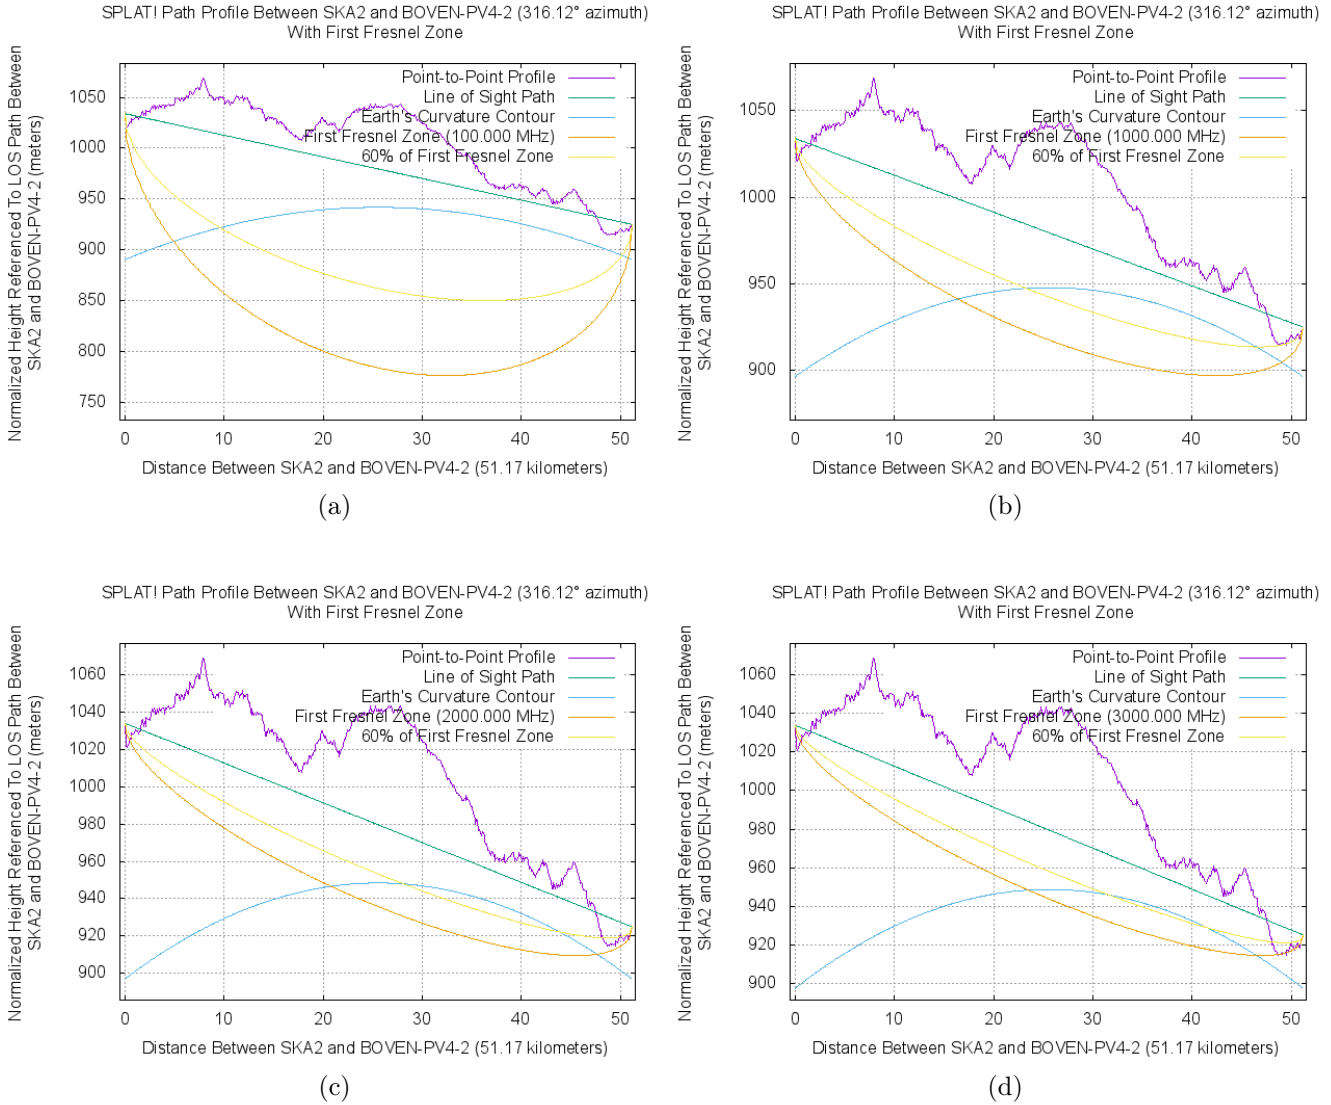 SPLAT! Path Profile Between SKA2 and BOVEN-PV4-2 (316.12° azimuth)
With First Fresnel Zone
Normalized Height Referenced To LOS Path Between
SKA2 and BOVEN-PV4-2 (meters)
1050
1000
950
900
850
800
750
Point-to-Point Profile
Line of Sight Path
Earth's Curvature Contour
First Fresnel Zone (100.000 MHz)
60% of First Fresnel Zone
0 10 20 30 40 50
Distance Between SKA2 and BOVEN-PV4-2 (51.17 kilometers)
(a)
SPLAT! Path Profile Between SKA2 and BOVEN-PV4-2 (316.12° azimuth)
With First Fresnel Zone
Normalized Height Referenced To LOS Path Between
SKA2 and BOVEN-PV4-2 (meters)
1050
1000
950
900
Point-to-Point Profile
Line of Sight Path
Earth's Curvature Contour
First Fresnel Zone (1000.000 MHz)
60% of First Fresnel Zone
0 10 20 30 40 50
Distance Between SKA2 and BOVEN-PV4-2 (51.17 kilometers)
(b)
SPLAT! Path Profile Between SKA2 and BOVEN-PV4-2 (316.12° azimuth)
With First Fresnel Zone
Normalized Height Referenced To LOS Path Between
SKA2 and BOVEN-PV4-2 (meters)
1060
1040
1020
1000
980
960
940
920
900
Point-to-Point Profile
Line of Sight Path
Earth's Curvature Contour
First Fresnel Zone (2000.000 MHz)
60% of First Fresnel Zone
0 10 20 30 40 50
Distance Between SKA2 and BOVEN-PV4-2 (51.17 kilometers)
(c)
SPLAT! Path Profile Between SKA2 and BOVEN-PV4-2 (316.12° azimuth)
With First Fresnel Zone
Normalized Height Referenced To LOS Path Between
SKA2 and BOVEN-PV4-2 (meters)
1060
1040
1020
1000
980
960
940
920
900
Point-to-Point Profile
Line of Sight Path
Earth's Curvature Contour
First Fresnel Zone (3000.000 MHz)
60% of First Fresnel Zone
0 10 20 30 40 50
Distance Between SKA2 and BOVEN-PV4-2 (51.17 kilometers)
(d)